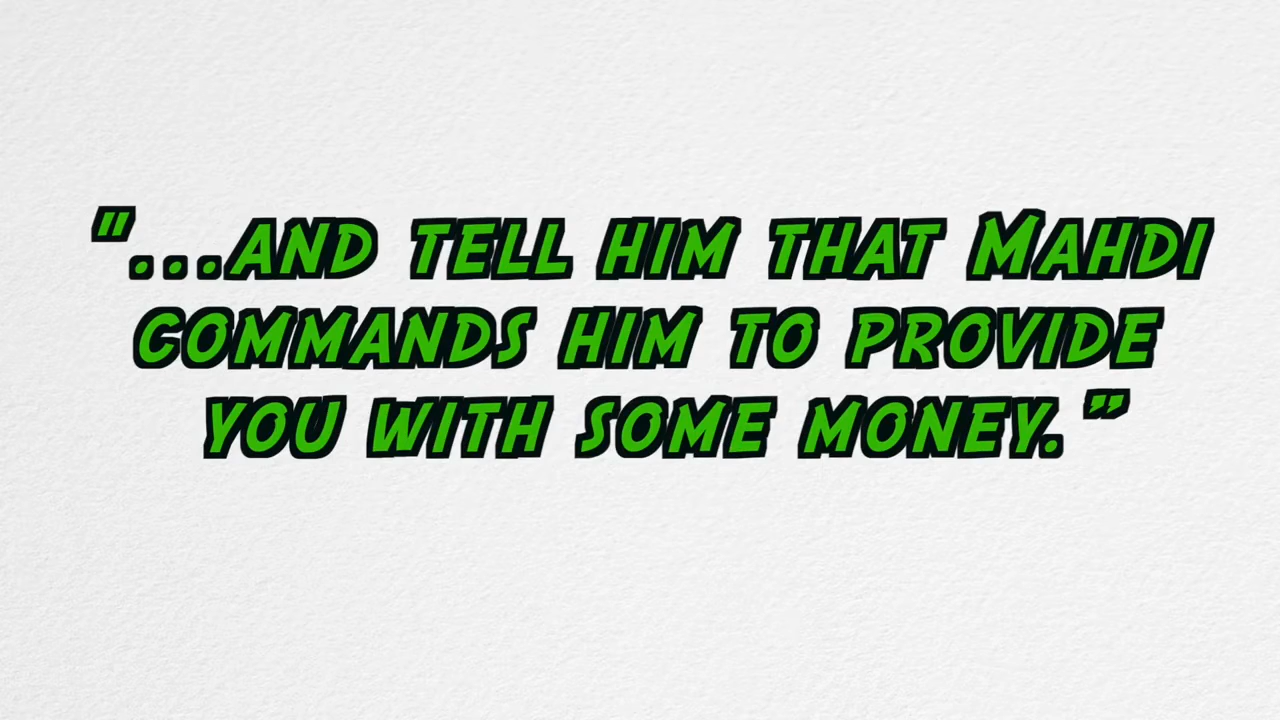 "...AND TELL HIM THAT MAHDI
COMMANDS HIM TO PROVIDE
YOU WITH SOME MONEY.”